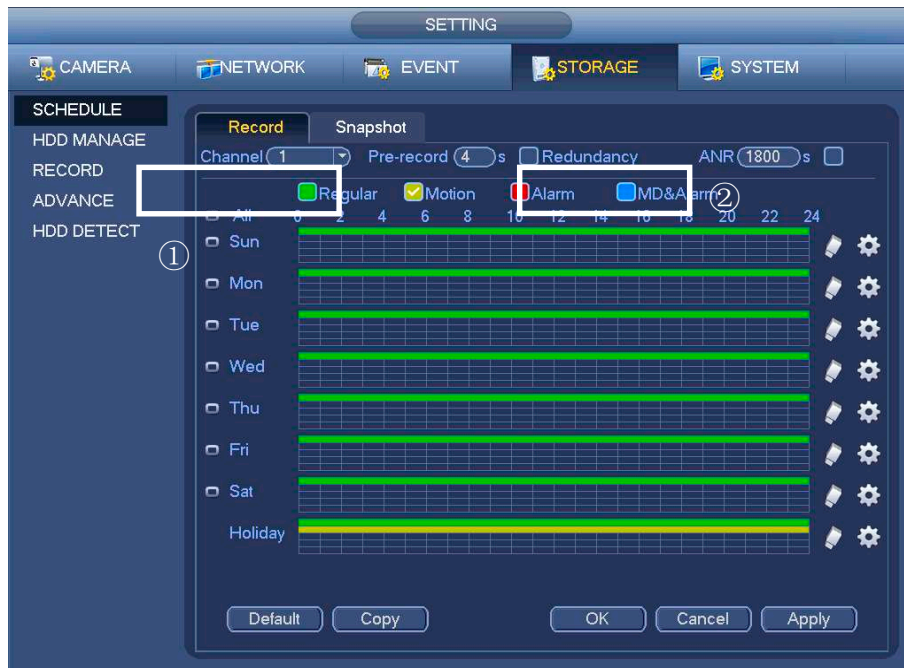 SETTING
CAMERA NETWORK EVENT STORAGE SYSTEM
SCHEDULE
HDD MANAGE
RECORD
ADVANCE
HDD DETECT
Record Snapshot
Channel 1 Pre-record 4 s Redundancy ANR 1800 s
Regular Motion Alarm MD&Alarm ②
All 0 2 4 6 8 10 12 14 16 18 20 22 24
① Sun
Mon
Tue
Wed
Thu
Fri
Sat
Holiday
Default Copy OK Cancel Apply